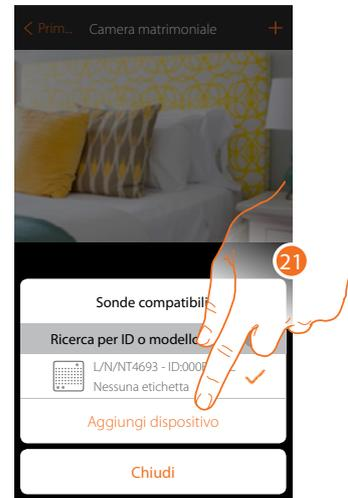 < Prim... Camera matrimoniale +
21
Sonde compatibili
Ricerca per ID o modello
L/N/NT4693 - ID:000
Nessuna etichetta
Aggiungi dispositivo
Chiudi